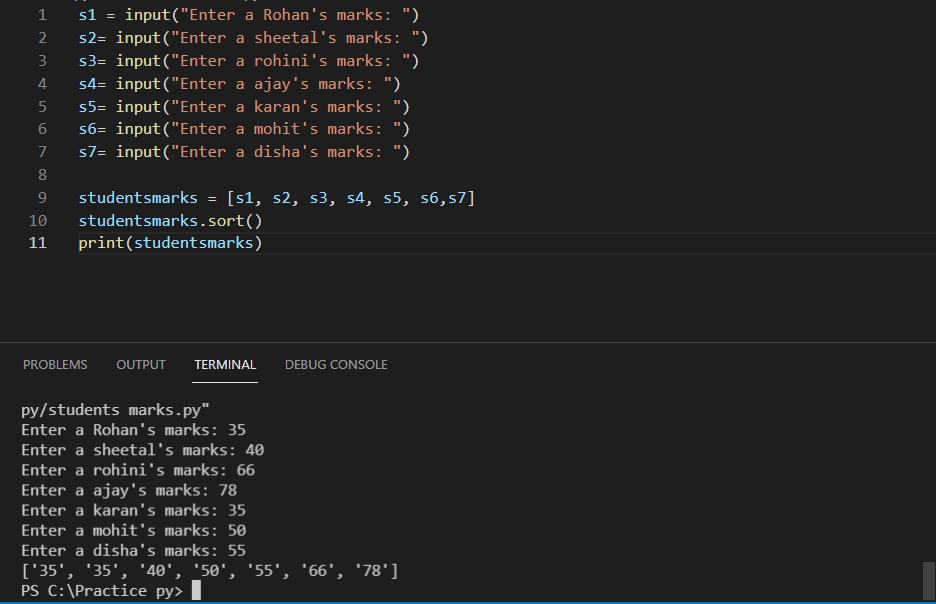 1 s1 = input("Enter a Rohan's marks: ")
2 s2= input("Enter a sheetal's marks: ")
3 s3= input("Enter a rohini's marks: ")
4 s4= input("Enter a ajay's marks: ")
5 s5= input("Enter a karan's marks: ")
6 s6= input("Enter a mohit's marks: ")
7 s7= input("Enter a disha's marks: ")
8
9 studentsmarks = [s1, s2, s3, s4, s5, s6,s7]
10 studentsmarks.sort()
11 print(studentsmarks)
PROBLEMS OUTPUT TERMINAL DEBUG CONSOLE
py/students marks.py"
Enter a Rohan's marks: 35
Enter a sheetal's marks: 40
Enter a rohini's marks: 66
Enter a ajay's marks: 78
Enter a karan's marks: 35
Enter a mohit's marks: 50
Enter a disha's marks: 55
['35', '35', '40', '50', '55', '66', '78']
PS C:\Practice py>